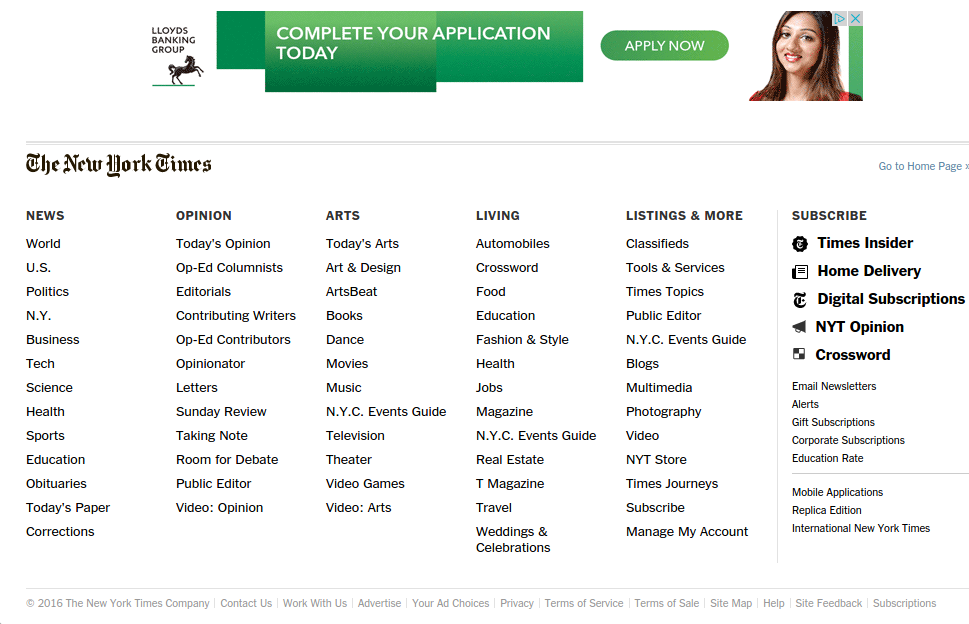 LLOYDS
BANKING
GROUP
COMPLETE YOUR APPLICATION
TODAY
APPLY NOW
The New York Times
Go to Home Page »
NEWS
World
U.S.
Politics
N.Y.
Business
Tech
Science
Health
Sports
Education
Obituaries
Today's Paper
Corrections
OPINION
Today's Opinion
Op-Ed Columnists
Editorials
Contributing Writers
Op-Ed Contributors
Opinionator
Letters
Sunday Review
Taking Note
Room for Debate
Public Editor
Video: Opinion
ARTS
Today's Arts
Art & Design
ArtsBeat
Books
Dance
Movies
Music
N.Y.C. Events Guide
Television
Theater
Video Games
Video: Arts
LIVING
Automobiles
Crossword
Food
Education
Fashion & Style
Health
Jobs
Magazine
N.Y.C. Events Guide
Real Estate
T Magazine
Travel
Weddings &
Celebrations
LISTINGS & MORE
Classifieds
Tools & Services
Times Topics
Public Editor
N.Y.C. Events Guide
Blogs
Multimedia
Photography
Video
NYT Store
Times Journeys
Subscribe
Manage My Account
SUBSCRIBE
Times Insider
Home Delivery
Digital Subscriptions
NYT Opinion
Crossword
Email Newsletters
Alerts
Gift Subscriptions
Corporate Subscriptions
Education Rate
Mobile Applications
Replica Edition
International New York Times
© 2016 The New York Times Company | Contact Us | Work With Us | Advertise | Your Ad Choices | Privacy | Terms of Service | Terms of Sale | Site Map | Help | Site Feedback | Subscriptions